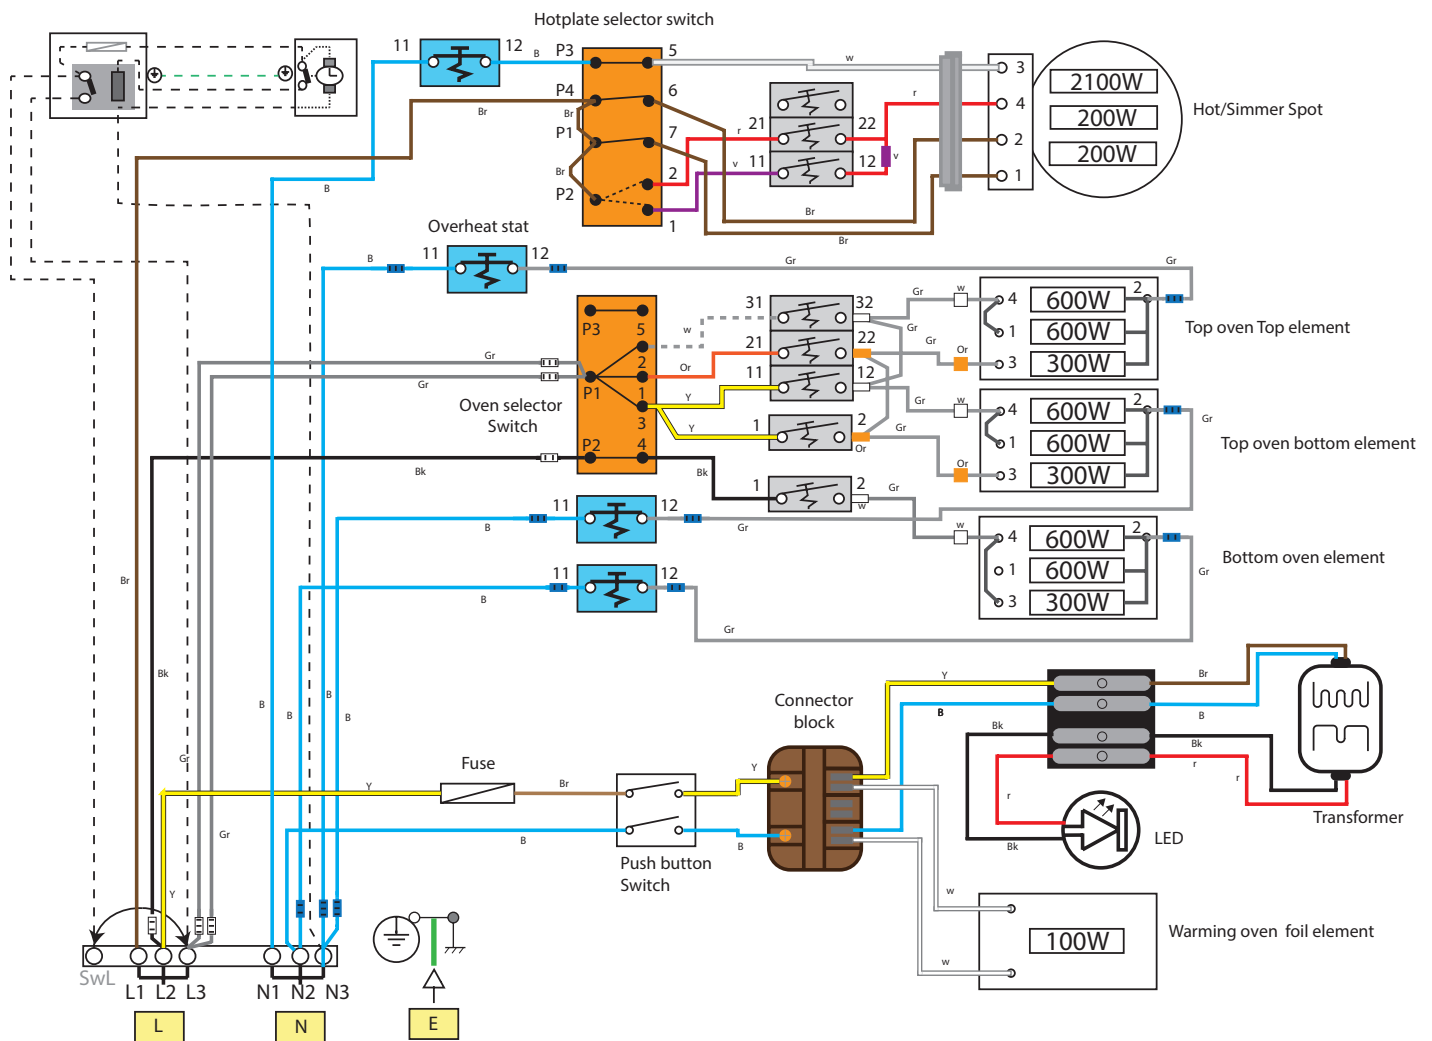 Hotplate selector switch
11 12 B P3 5 w 3
2100W
P4 6 r 4
Br Br
200W Hot/Simmer Spot
P1 7 r 21 22 2
200W
v
Br v 11 12 1
P2 2
B Br
1 Br
Overheat stat
B 11 12 Gr Gr
31 32 Gr w 4 600W 2
P3 5 w Gr 1 600W Top oven Top element
21 22 Gr Or 3 300W
Gr 2 Or
Gr P1 11 12
1 Y Gr w 4 600W 2 Gr
Oven selector
Switch
3 Y 1 2 Gr 1 600W Top oven bottom element
Or
P2 4 Or 3 300W
Bk Bk 1 2 Gr
w
11 12
B Gr w 4 600W 2
Bottom oven element
1 600W Gr
11 12
Br B 3 300W
Gr
Bk B B B B
Y Br
Connector
block
B B
Bk Bk
Gr r r
Fuse Y
Y Br
r
Transformer
B B Bk LED
Push button
Switch
Gr
Y
w
Warming oven foil element
100W
w
SwL
L1 L2 L3 N1 N2 N3
L N E